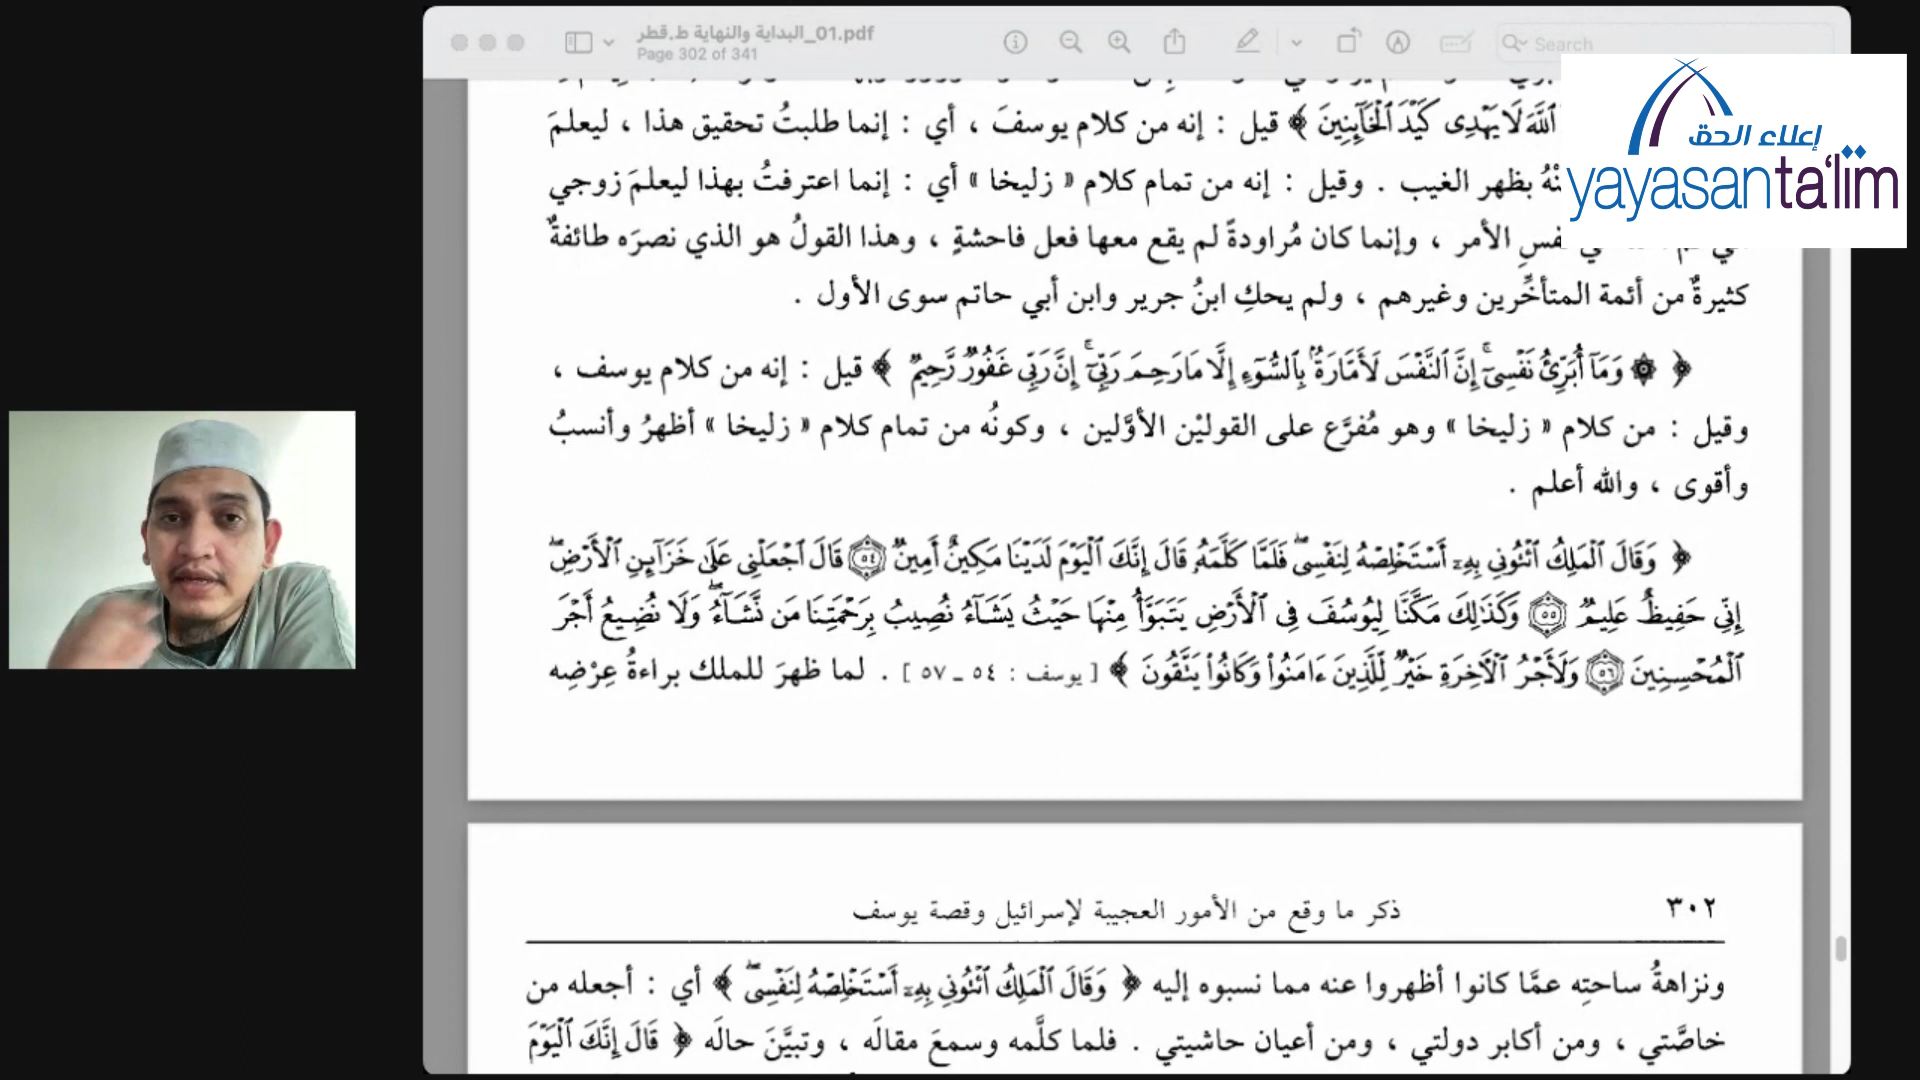 البداية والنهاية ط.قطر_01.pdf
Page 302 of 341
Search
إعلاء الحق
yayasanta'lim
ٱللَّهَ لَا يَهْدِى كَيْدَ ٱلْخَآئِنِينَ ﴾ قيل : إنه من كلام يوسفَ ، أي : إنما طلبتُ تحقيق هذا ، ليعلمَ
بظهر الغيب . وقيل : إنه من تمام كلام « زليخا » أي : إنما اعترفتُ بهذا ليعلمَ زوجي
الأمر ، وإنما كان مُراودةً لم يقع معها فعل فاحشةٍ ، وهذا القولُ هو الذي نصرَه طائفةٌ
كثيرةٌ من أئمة المتأخِّرين وغيرهم ، ولم يحكِ ابنُ جرير وابن أبي حاتم سوى الأول .
﴿ ۞ وَمَآ أُبَرِّئُ نَفْسِىٓ ۚ إِنَّ ٱلنَّفْسَ لَأَمَّارَةٌۢ بِٱلسُّوٓءِ إِلَّا مَا رَحِمَ رَبِّىٓ ۚ إِنَّ رَبِّى غَفُورٌ رَّحِيمٌ ﴾ قيل : إنه من كلام يوسف ،
وقيل : من كلام « زليخا » وهو مُفرَّع على القوليْن الأوَّلين ، وكونُه من تمام كلام « زليخا » أظهرُ وأنسبُ
وأقوى ، والله أعلم .
﴿ وَقَالَ ٱلْمَلِكُ ٱئْتُونِى بِهِۦٓ أَسْتَخْلِصْهُ لِنَفْسِى ۖ فَلَمَّا كَلَّمَهُۥ قَالَ إِنَّكَ ٱلْيَوْمَ لَدَيْنَا مَكِينٌ أَمِينٌ ٥٤ قَالَ ٱجْعَلْنِى عَلَىٰ خَزَآئِنِ ٱلْأَرْضِ ۖ
إِنِّى حَفِيظٌ عَلِيمٌ ٥٥ وَكَذَٰلِكَ مَكَّنَّا لِيُوسُفَ فِى ٱلْأَرْضِ يَتَبَوَّأُ مِنْهَا حَيْثُ يَشَآءُ ۚ نُصِيبُ بِرَحْمَتِنَا مَن نَّشَآءُ ۖ وَلَا نُضِيعُ أَجْرَ
ٱلْمُحْسِنِينَ ٥٦ وَلَأَجْرُ ٱلْآخِرَةِ خَيْرٌ لِّلَّذِينَ ءَامَنُوا۟ وَكَانُوا۟ يَتَّقُونَ ﴾ [ يوسف : ٥٤ ـ ٥٧ ] . لما ظهرَ للملك براءةُ عِرْضِه
٣٠٢
ذكر ما وقع من الأمور العجيبة لإسرائيل وقصة يوسف
ونزاهةُ ساحتِه عمَّا كانوا أظهروا عنه مما نسبوه إليه ﴿ وَقَالَ ٱلْمَلِكُ ٱئْتُونِى بِهِۦٓ أَسْتَخْلِصْهُ لِنَفْسِى ۖ ﴾ أي : أجعله من
خاصَّتي ، ومن أكابر دولتي ، ومن أعيان حاشيتي . فلما كلَّمه وسمعَ مقالَه ، وتبيَّنَ حالَه ﴿ قَالَ إِنَّكَ ٱلْيَوْمَ